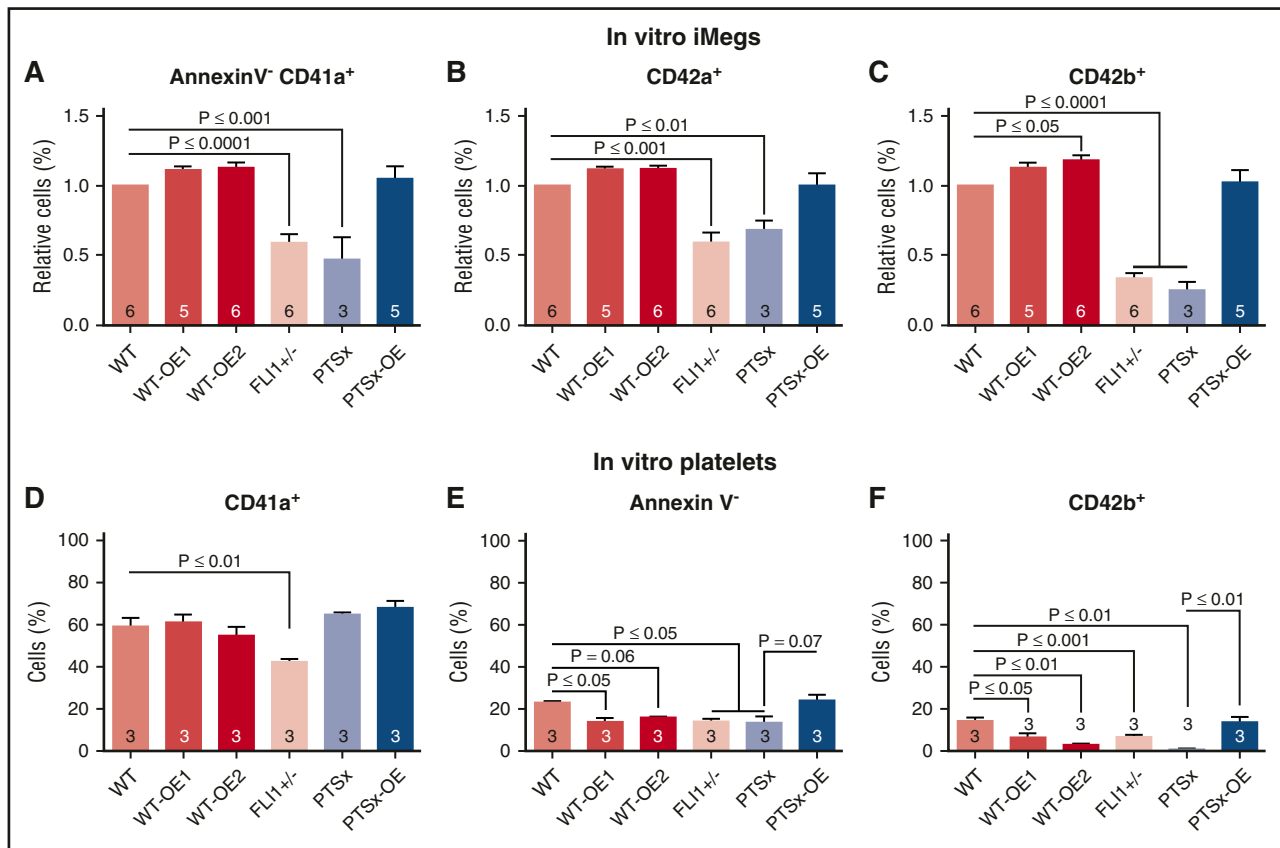 In vitro iMegs
A
AnnexinV- CD41a+
Relative cells (%)
1.5
1.0
0.5
0.0
P ≤ 0.001
P ≤ 0.0001
6 5 6 6 3 5
WT WT-OE1 WT-OE2 FLI1+/- PTSx PTSx-OE
B
CD42a+
Relative cells (%)
1.5
1.0
0.5
0.0
P ≤ 0.01
P ≤ 0.001
6 5 6 6 3 5
WT WT-OE1 WT-OE2 FLI1+/- PTSx PTSx-OE
C
CD42b+
Relative cells (%)
1.5
1.0
0.5
0.0
P ≤ 0.0001
P ≤ 0.05
6 5 6 6 3 5
WT WT-OE1 WT-OE2 FLI1+/- PTSx PTSx-OE
In vitro platelets
D
CD41a+
Cells (%)
100
80
60
40
20
0
P ≤ 0.01
3 3 3 3 3 3
WT WT-OE1 WT-OE2 FLI1+/- PTSx PTSx-OE
E
Annexin V-
Cells (%)
100
80
60
40
20
0
P ≤ 0.05
P = 0.07
P = 0.06
P ≤ 0.05
3 3 3 3 3 3
WT WT-OE1 WT-OE2 FLI1+/- PTSx PTSx-OE
F
CD42b+
Cells (%)
100
80
60
40
20
0
P ≤ 0.01
P ≤ 0.01
P ≤ 0.001
P ≤ 0.01
P ≤ 0.05
3 3 3 3 3 3
WT WT-OE1 WT-OE2 FLI1+/- PTSx PTSx-OE